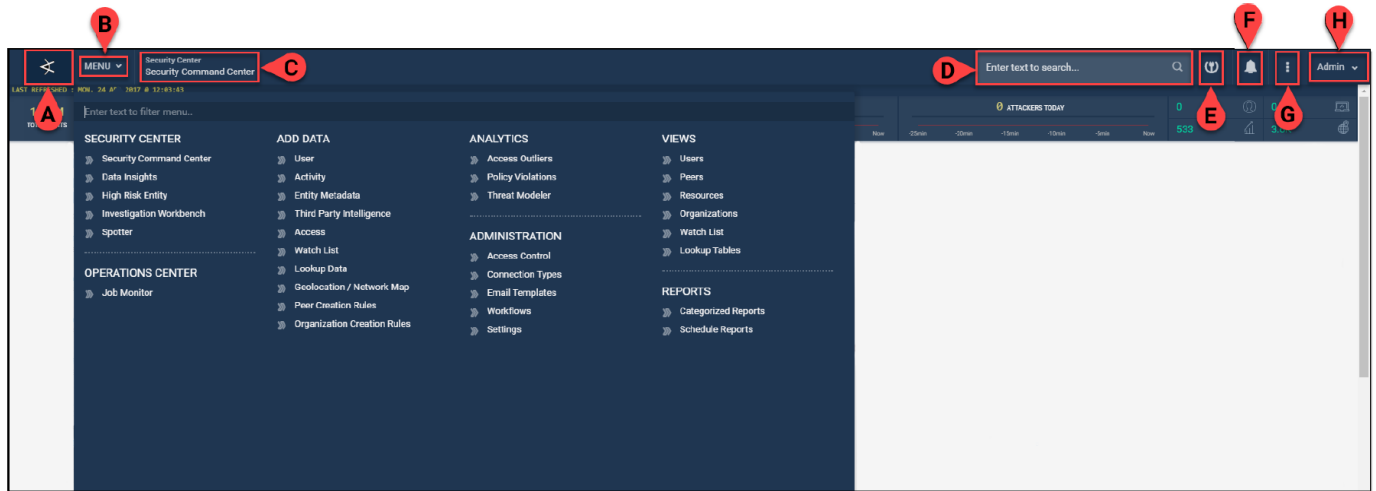 B
F
H
MENU
Security Center
Security Command Center
C
D
Enter text to search...
Admin
LAST REFRESHED : MON. 24 2017 @ 12:03:43
A
E
G
Enter text to filter menu..
0 ATTACKERS TODAY
0
533
Now
-25min
-20min
-15min
-10min
-5min
Now
SECURITY CENTER
Security Command Center
Data Insights
High Risk Entity
Investigation Workbench
Spotter
OPERATIONS CENTER
Job Monitor
ADD DATA
User
Activity
Entity Metadata
Third Party Intelligence
Access
Watch List
Lookup Data
Geolocation / Network Map
Peer Creation Rules
Organization Creation Rules
ANALYTICS
Access Outliers
Policy Violations
Threat Modeler
ADMINISTRATION
Access Control
Connection Types
Email Templates
Workflows
Settings
VIEWS
Users
Peers
Resources
Organizations
Watch List
Lookup Tables
REPORTS
Categorized Reports
Schedule Reports